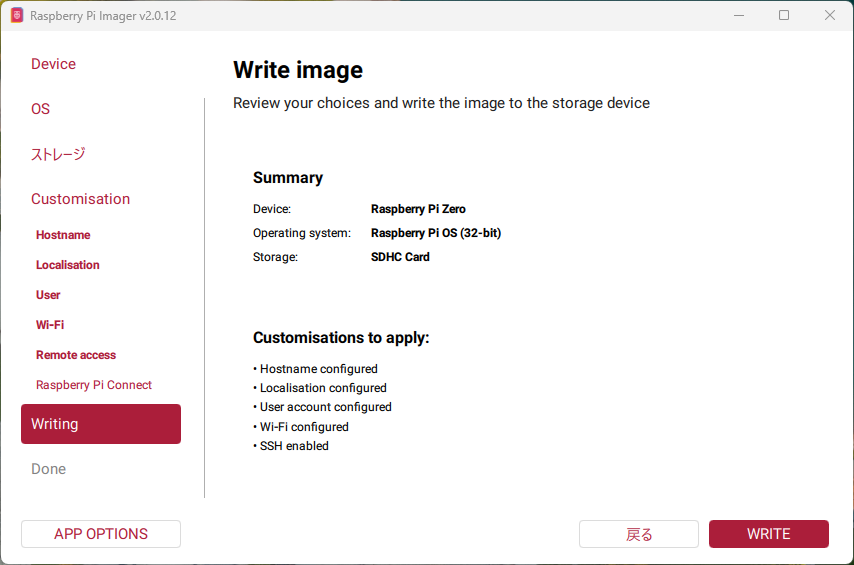 Raspberry Pi Imager v2.0.12
Device
OS
ストレージ
Customisation
Hostname
Localisation
User
Wi-Fi
Remote access
Raspberry Pi Connect
Writing
Done
APP OPTIONS
Write image
Review your choices and write the image to the storage device
Summary
Device: Raspberry Pi Zero
Operating system: Raspberry Pi OS (32-bit)
Storage: SDHC Card
Customisations to apply:
• Hostname configured
• Localisation configured
• User account configured
• Wi-Fi configured
• SSH enabled
戻る
WRITE